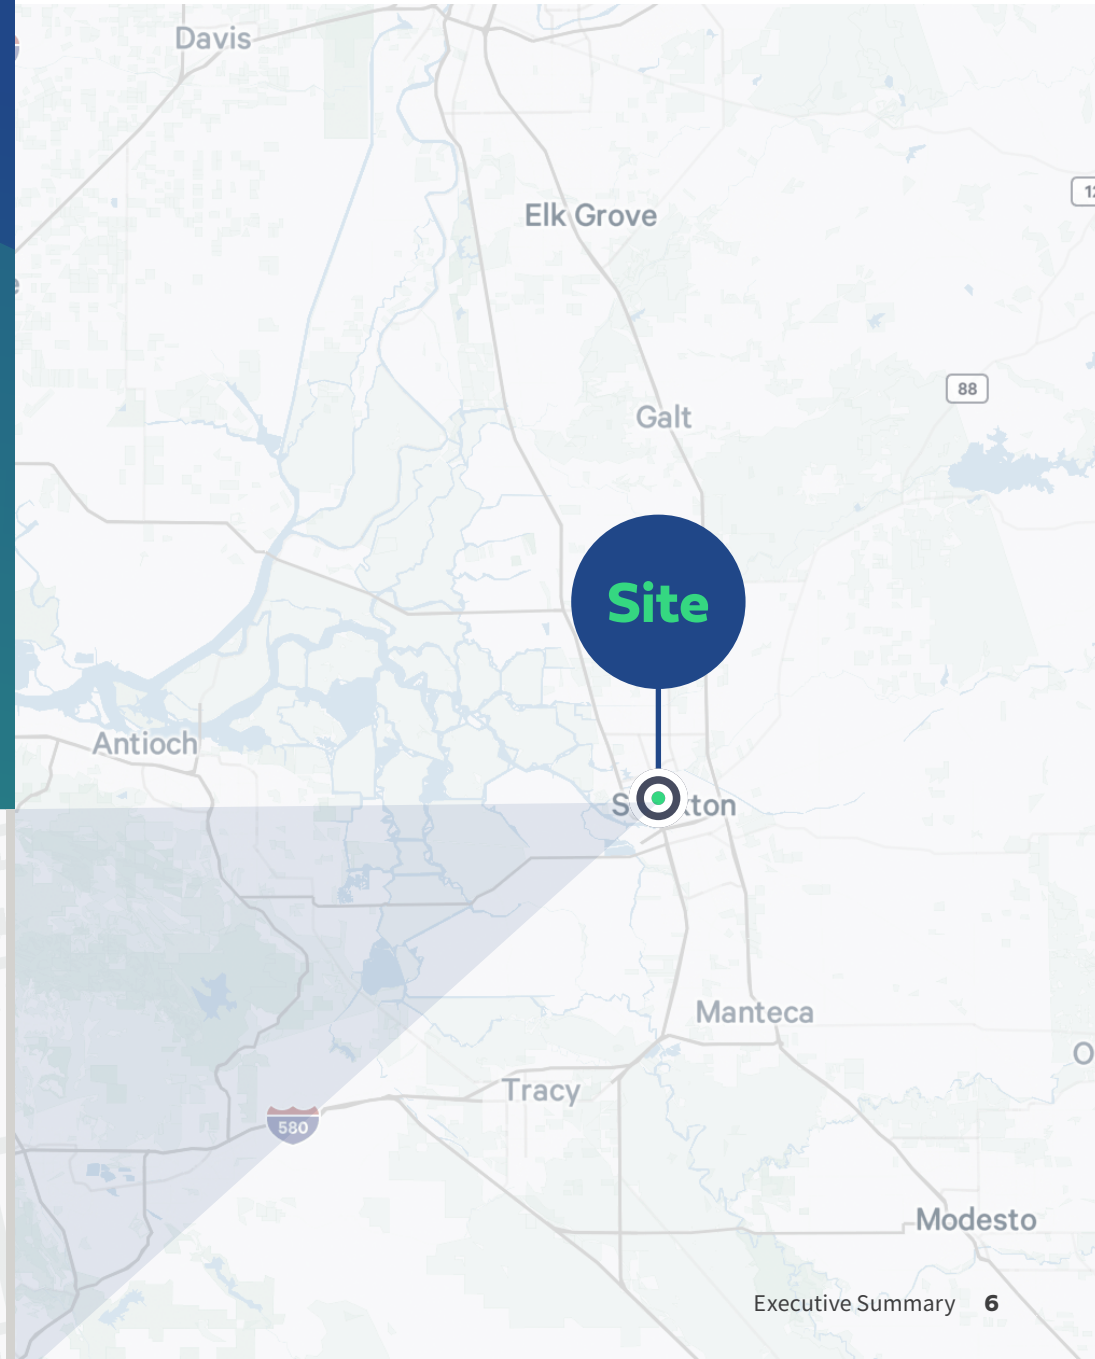 Davis
Elk Grove
88
Galt
Site
Antioch
Manteca
Tracy
580
Modesto
Executive Summary 6